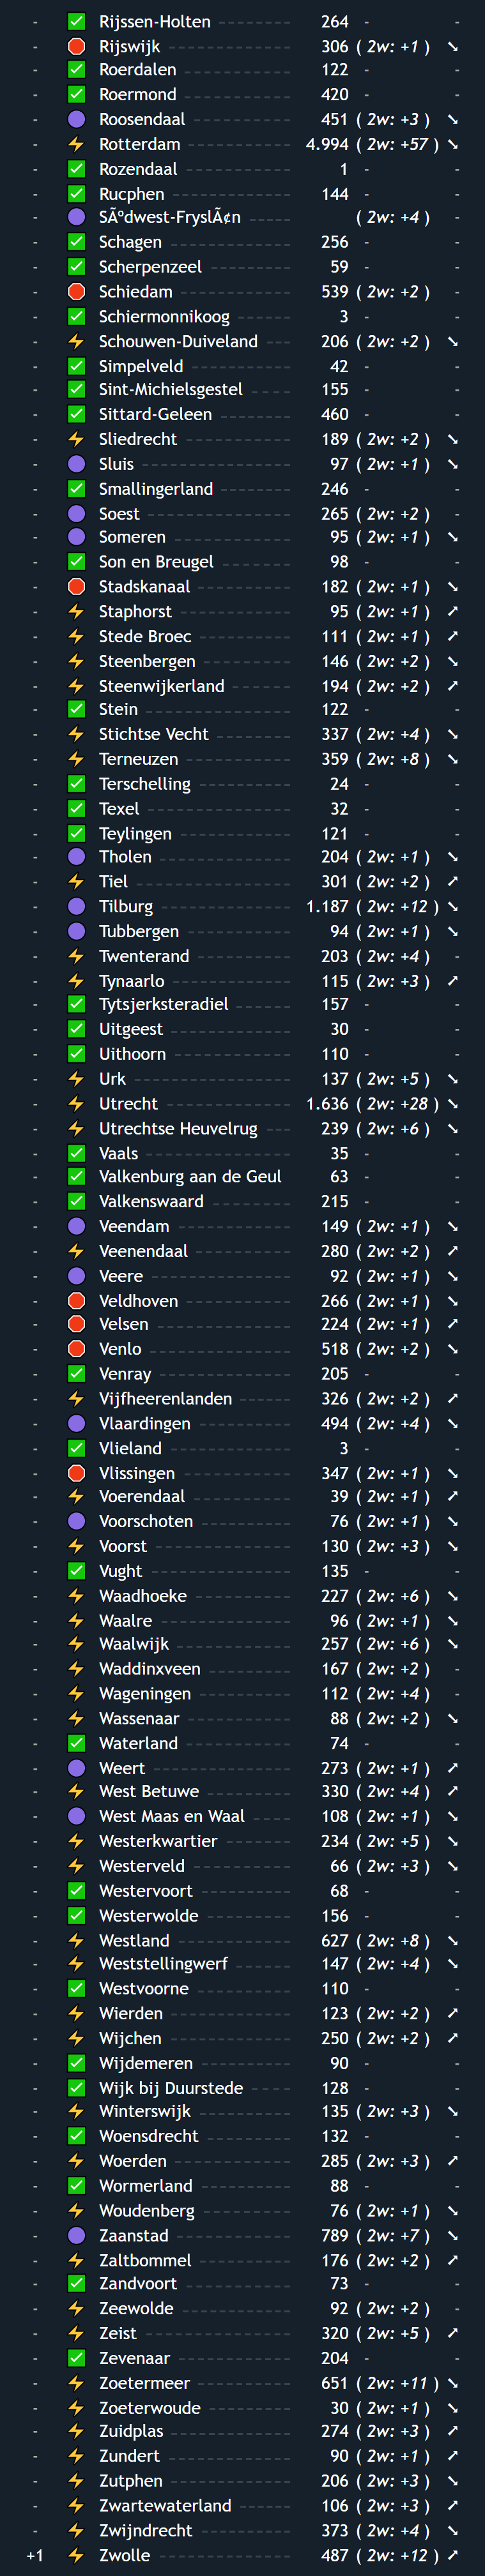 - ✅ Rijssen-Holten 264 - -
- 🛑 Rijswijk 306 ( 2w: +1 ) ➘
- ✅ Roerdalen 122 - -
- ✅ Roermond 420 - -
- 🟣 Roosendaal 451 ( 2w: +3 ) ➘
- ⚡ Rotterdam 4.994 ( 2w: +57 ) ➘
- ✅ Rozendaal 1 - -
- ✅ Rucphen 144 - -
- 🟣 SÃºdwest-FryslÃ¢n ( 2w: +4 ) -
- ✅ Schagen 256 - -
- ✅ Scherpenzeel 59 - -
- 🛑 Schiedam 539 ( 2w: +2 ) -
- ✅ Schiermonnikoog 3 - -
- ⚡ Schouwen-Duiveland 206 ( 2w: +2 ) ➘
- ✅ Simpelveld 42 - -
- ✅ Sint-Michielsgestel 155 - -
- ✅ Sittard-Geleen 460 - -
- ⚡ Sliedrecht 189 ( 2w: +2 ) ➘
- 🟣 Sluis 97 ( 2w: +1 ) ➘
- ✅ Smallingerland 246 - -
- 🟣 Soest 265 ( 2w: +2 ) -
- 🟣 Someren 95 ( 2w: +1 ) ➘
- ✅ Son en Breugel 98 - -
- 🛑 Stadskanaal 182 ( 2w: +1 ) ➘
- ⚡ Staphorst 95 ( 2w: +1 ) ➚
- ⚡ Stede Broec 111 ( 2w: +1 ) ➚
- ⚡ Steenbergen 146 ( 2w: +2 ) ➘
- ⚡ Steenwijkerland 194 ( 2w: +2 ) ➚
- ✅ Stein 122 - -
- ⚡ Stichtse Vecht 337 ( 2w: +4 ) ➘
- ⚡ Terneuzen 359 ( 2w: +8 ) ➘
- ✅ Terschelling 24 - -
- ✅ Texel 32 - -
- ✅ Teylingen 121 - -
- 🟣 Tholen 204 ( 2w: +1 ) ➘
- ⚡ Tiel 301 ( 2w: +2 ) ➚
- 🟣 Tilburg 1.187 ( 2w: +12 ) ➘
- 🟣 Tubbergen 94 ( 2w: +1 ) ➘
- ⚡ Twenterand 203 ( 2w: +4 ) -
- ⚡ Tynaarlo 115 ( 2w: +3 ) ➚
- ✅ Tytsjerksteradiel 157 - -
- ✅ Uitgeest 30 - -
- ✅ Uithoorn 110 - -
- ⚡ Urk 137 ( 2w: +5 ) ➘
- ⚡ Utrecht 1.636 ( 2w: +28 ) ➘
- ⚡ Utrechtse Heuvelrug 239 ( 2w: +6 ) ➘
- ✅ Vaals 35 - -
- ✅ Valkenburg aan de Geul 63 - -
- ✅ Valkenswaard 215 - -
- 🟣 Veendam 149 ( 2w: +1 ) ➘
- ⚡ Veenendaal 280 ( 2w: +2 ) ➚
- 🟣 Veere 92 ( 2w: +1 ) ➘
- 🛑 Veldhoven 266 ( 2w: +1 ) ➘
- 🛑 Velsen 224 ( 2w: +1 ) ➚
- 🛑 Venlo 518 ( 2w: +2 ) ➘
- ✅ Venray 205 - -
- ⚡ Vijfheerenlanden 326 ( 2w: +2 ) ➚
- 🟣 Vlaardingen 494 ( 2w: +4 ) ➘
- ✅ Vlieland 3 - -
- 🛑 Vlissingen 347 ( 2w: +1 ) ➘
- ⚡ Voerendaal 39 ( 2w: +1 ) ➚
- 🟣 Voorschoten 76 ( 2w: +1 ) ➘
- ⚡ Voorst 130 ( 2w: +3 ) ➘
- ✅ Vught 135 - -
- ⚡ Waadhoeke 227 ( 2w: +6 ) ➘
- ⚡ Waalre 96 ( 2w: +1 ) ➘
- ⚡ Waalwijk 257 ( 2w: +6 ) ➘
- ⚡ Waddinxveen 167 ( 2w: +2 ) -
- ⚡ Wageningen 112 ( 2w: +4 ) -
- ⚡ Wassenaar 88 ( 2w: +2 ) ➘
- ✅ Waterland 74 - -
- 🟣 Weert 273 ( 2w: +1 ) ➚
- ⚡ West Betuwe 330 ( 2w: +4 ) ➚
- 🟣 West Maas en Waal 108 ( 2w: +1 ) ➘
- ⚡ Westerkwartier 234 ( 2w: +5 ) ➘
- ⚡ Westerveld 66 ( 2w: +3 ) ➘
- ✅ Westervoort 68 - -
- ✅ Westerwolde 156 - -
- ⚡ Westland 627 ( 2w: +8 ) ➘
- ⚡ Weststellingwerf 147 ( 2w: +4 ) ➘
- ✅ Westvoorne 110 - -
- ⚡ Wierden 123 ( 2w: +2 ) ➚
- ⚡ Wijchen 250 ( 2w: +2 ) ➚
- ✅ Wijdemeren 90 - -
- ✅ Wijk bij Duurstede 128 - -
- ⚡ Winterswijk 135 ( 2w: +3 ) ➘
- ✅ Woensdrecht 132 - -
- ⚡ Woerden 285 ( 2w: +3 ) ➚
- ✅ Wormerland 88 - -
- ⚡ Woudenberg 76 ( 2w: +1 ) ➘
- 🟣 Zaanstad 789 ( 2w: +7 ) ➘
- ⚡ Zaltbommel 176 ( 2w: +2 ) ➚
- ✅ Zandvoort 73 - -
- ⚡ Zeewolde 92 ( 2w: +2 ) -
- ⚡ Zeist 320 ( 2w: +5 ) ➚
- ✅ Zevenaar 204 - -
- ⚡ Zoetermeer 651 ( 2w: +11 ) ➘
- ⚡ Zoeterwoude 30 ( 2w: +1 ) ➘
- ⚡ Zuidplas 274 ( 2w: +3 ) ➚
- ⚡ Zundert 90 ( 2w: +1 ) ➚
- ⚡ Zutphen 206 ( 2w: +3 ) ➘
- ⚡ Zwartewaterland 106 ( 2w: +3 ) ➚
- ⚡ Zwijndrecht 373 ( 2w: +4 ) ➘
+1 ⚡ Zwolle 487 ( 2w: +12 ) ➚